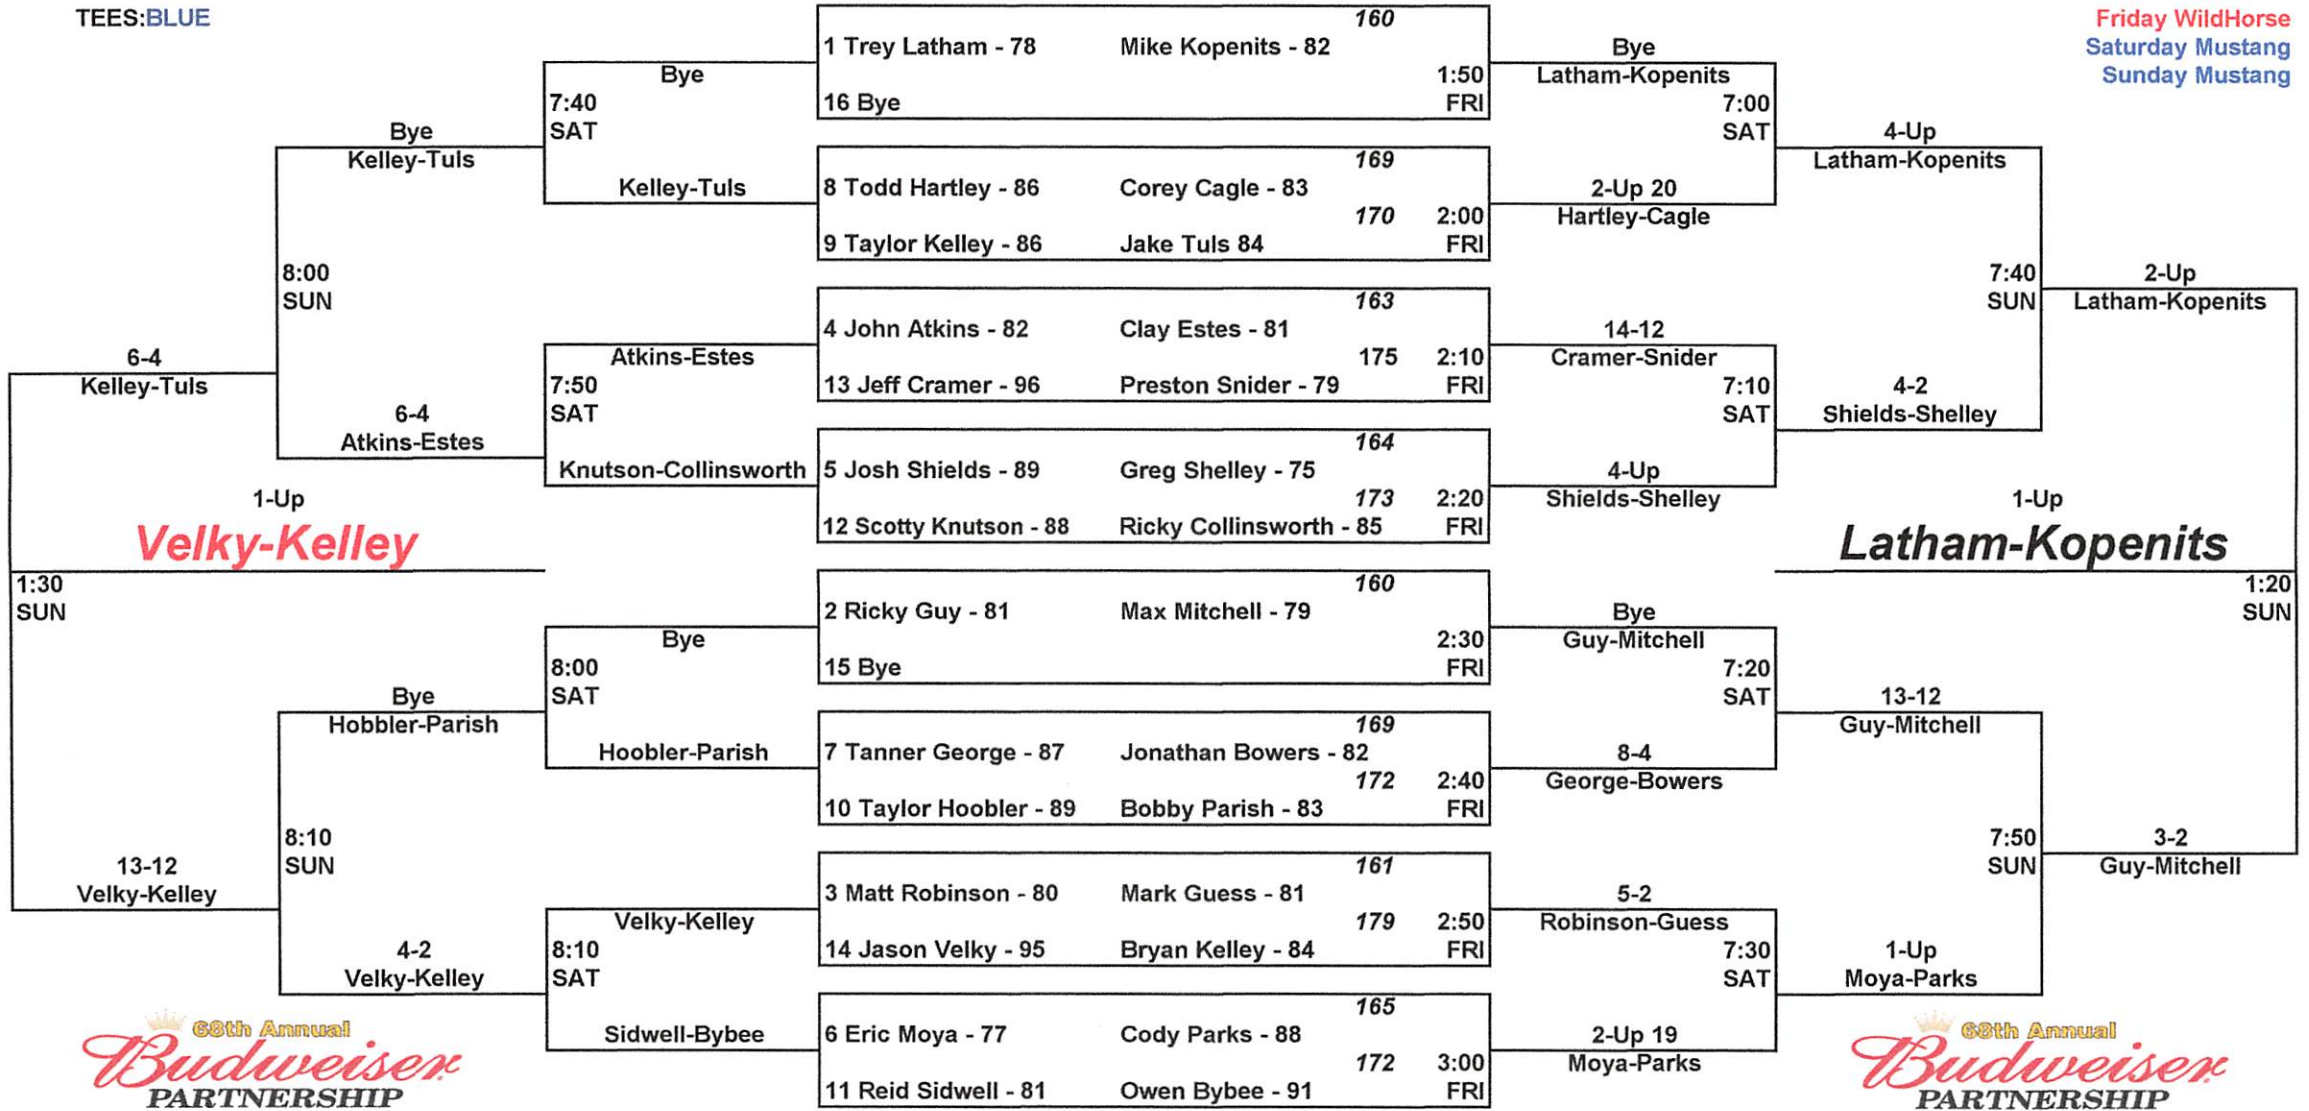 TEES:BLUE
Friday WildHorse
Saturday Mustang
Sunday Mustang
160
1 Trey Latham - 78 Mike Kopenits - 82
1:50
16 Bye FRI
169
8 Todd Hartley - 86 Corey Cagle - 83
170 2:00
9 Taylor Kelley - 86 Jake Tuls 84 FRI
163
4 John Atkins - 82 Clay Estes - 81
175 2:10
13 Jeff Cramer - 96 Preston Snider - 79 FRI
164
5 Josh Shields - 89 Greg Shelley - 75
173 2:20
12 Scotty Knutson - 88 Ricky Collinsworth - 85 FRI
160
2 Ricky Guy - 81 Max Mitchell - 79
2:30
15 Bye FRI
169
7 Tanner George - 87 Jonathan Bowers - 82
172 2:40
10 Taylor Hoobler - 89 Bobby Parish - 83 FRI
161
3 Matt Robinson - 80 Mark Guess - 81
179 2:50
14 Jason Velky - 95 Bryan Kelley - 84 FRI
165
6 Eric Moya - 77 Cody Parks - 88
172 3:00
11 Reid Sidwell - 81 Owen Bybee - 91 FRI
Bye
7:40
SAT
Kelley-Tuls
Atkins-Estes
7:50
SAT
Knutson-Collinsworth
Bye
8:00
SAT
Hoobler-Parish
Velky-Kelley
8:10
SAT
Sidwell-Bybee
Bye
Kelley-Tuls
8:00
SUN
6-4
Atkins-Estes
Bye
Hobbler-Parish
8:10
SUN
4-2
Velky-Kelley
6-4
Kelley-Tuls
1-Up
Velky-Kelley
1:30
SUN
13-12
Velky-Kelley
Bye
Latham-Kopenits
7:00
SAT
2-Up 20
Hartley-Cagle
14-12
Cramer-Snider
7:10
SAT
4-Up
Shields-Shelley
Bye
Guy-Mitchell
7:20
SAT
8-4
George-Bowers
5-2
Robinson-Guess
7:30
SAT
2-Up 19
Moya-Parks
4-Up
Latham-Kopenits
7:40
SUN
4-2
Shields-Shelley
13-12
Guy-Mitchell
7:50
SUN
1-Up
Moya-Parks
2-Up
Latham-Kopenits
1-Up
Latham-Kopenits
1:20
SUN
3-2
Guy-Mitchell
68th Annual
Budweiser
PARTNERSHIP
68th Annual
Budweiser
PARTNERSHIP